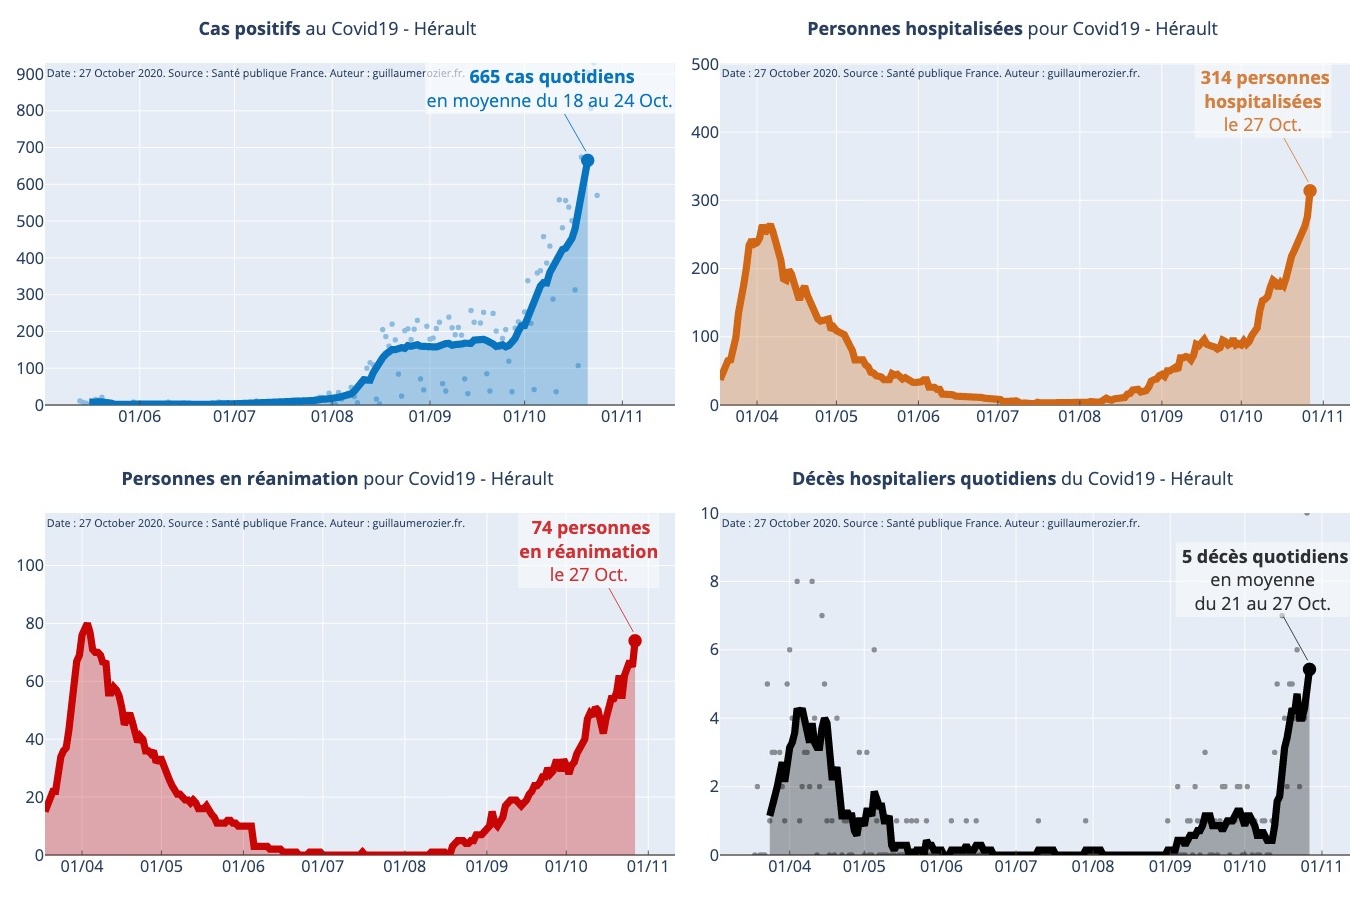 Cas positifs au Covid19 - Hérault
Date : 27 October 2020. Source : Santé publique France. Auteur : guillaumerozier.fr.
665 cas quotidiens
en moyenne du 18 au 24 Oct.
900
800
700
600
500
400
300
200
100
0
01/06 01/07 01/08 01/09 01/10 01/11
Personnes hospitalisées pour Covid19 - Hérault
Date : 27 October 2020. Source : Santé publique France. Auteur : guillaumerozier.fr.
314 personnes
hospitalisées
le 27 Oct.
500
400
300
200
100
0
01/04 01/05 01/06 01/07 01/08 01/09 01/10 01/11
Personnes en réanimation pour Covid19 - Hérault
Date : 27 October 2020. Source : Santé publique France. Auteur : guillaumerozier.fr.
74 personnes
en réanimation
le 27 Oct.
100
80
60
40
20
0
01/04 01/05 01/06 01/07 01/08 01/09 01/10 01/11
Décès hospitaliers quotidiens du Covid19 - Hérault
Date : 27 October 2020. Source : Santé publique France. Auteur : guillaumerozier.fr.
5 décès quotidiens
en moyenne
du 21 au 27 Oct.
10
8
6
4
2
0
01/04 01/05 01/06 01/07 01/08 01/09 01/10 01/11